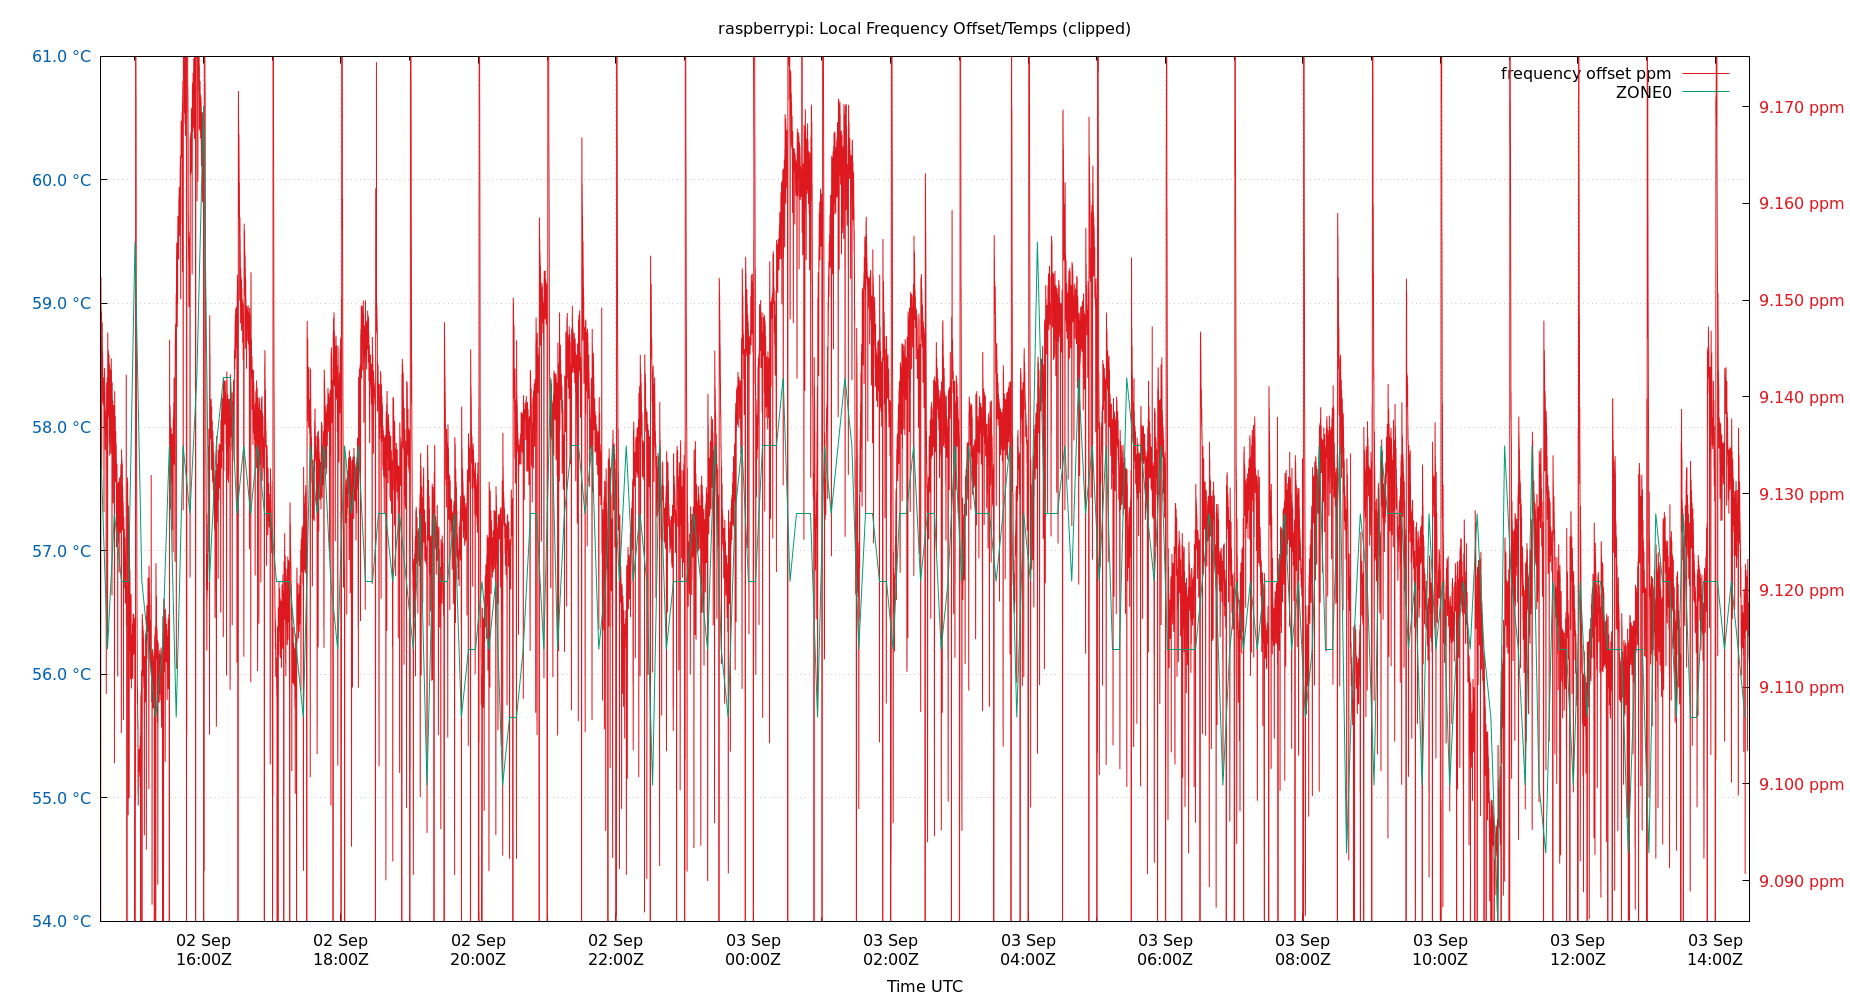 raspberrypi: Local Frequency Offset/Temps (clipped)
61.0 °C
60.0 °C
59.0 °C
58.0 °C
57.0 °C
56.0 °C
55.0 °C
54.0 °C
frequency offset ppm
ZONE0
9.170 ppm
9.160 ppm
9.150 ppm
9.140 ppm
9.130 ppm
9.120 ppm
9.110 ppm
9.100 ppm
9.090 ppm
02 Sep
16:00Z
02 Sep
18:00Z
02 Sep
20:00Z
02 Sep
22:00Z
03 Sep
00:00Z
03 Sep
02:00Z
03 Sep
04:00Z
03 Sep
06:00Z
03 Sep
08:00Z
03 Sep
10:00Z
03 Sep
12:00Z
03 Sep
14:00Z
Time UTC